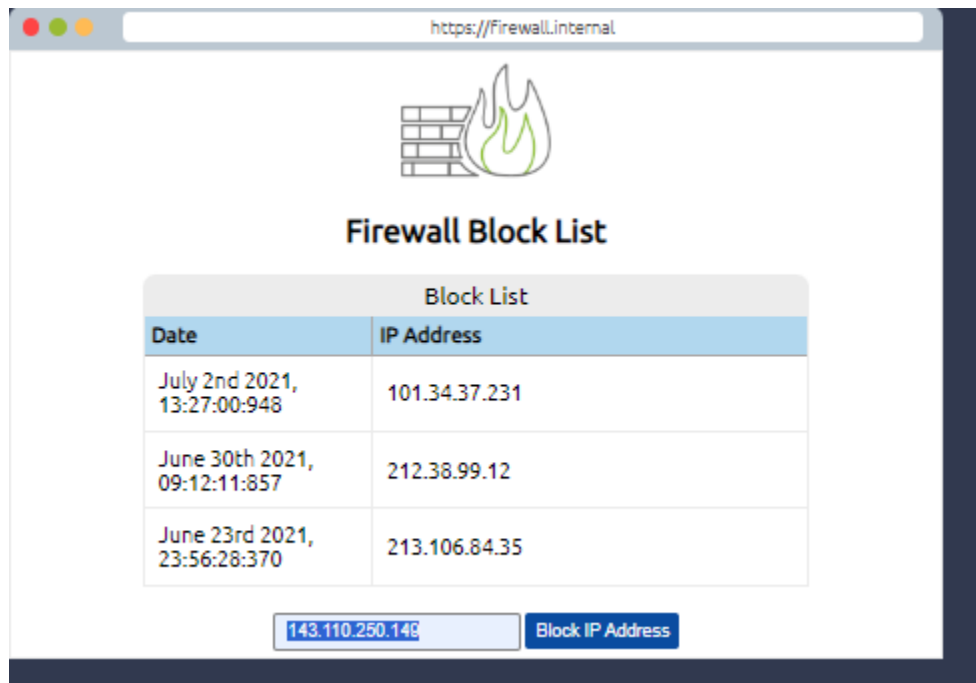 https://firewall.internal
Firewall Block List
Block List
Date IP Address
July 2nd 2021,
13:27:00:948 101.34.37.231
June 30th 2021,
09:12:11:857 212.38.99.12
June 23rd 2021,
23:56:28:370 213.106.84.35
143.110.250.149 Block IP Address